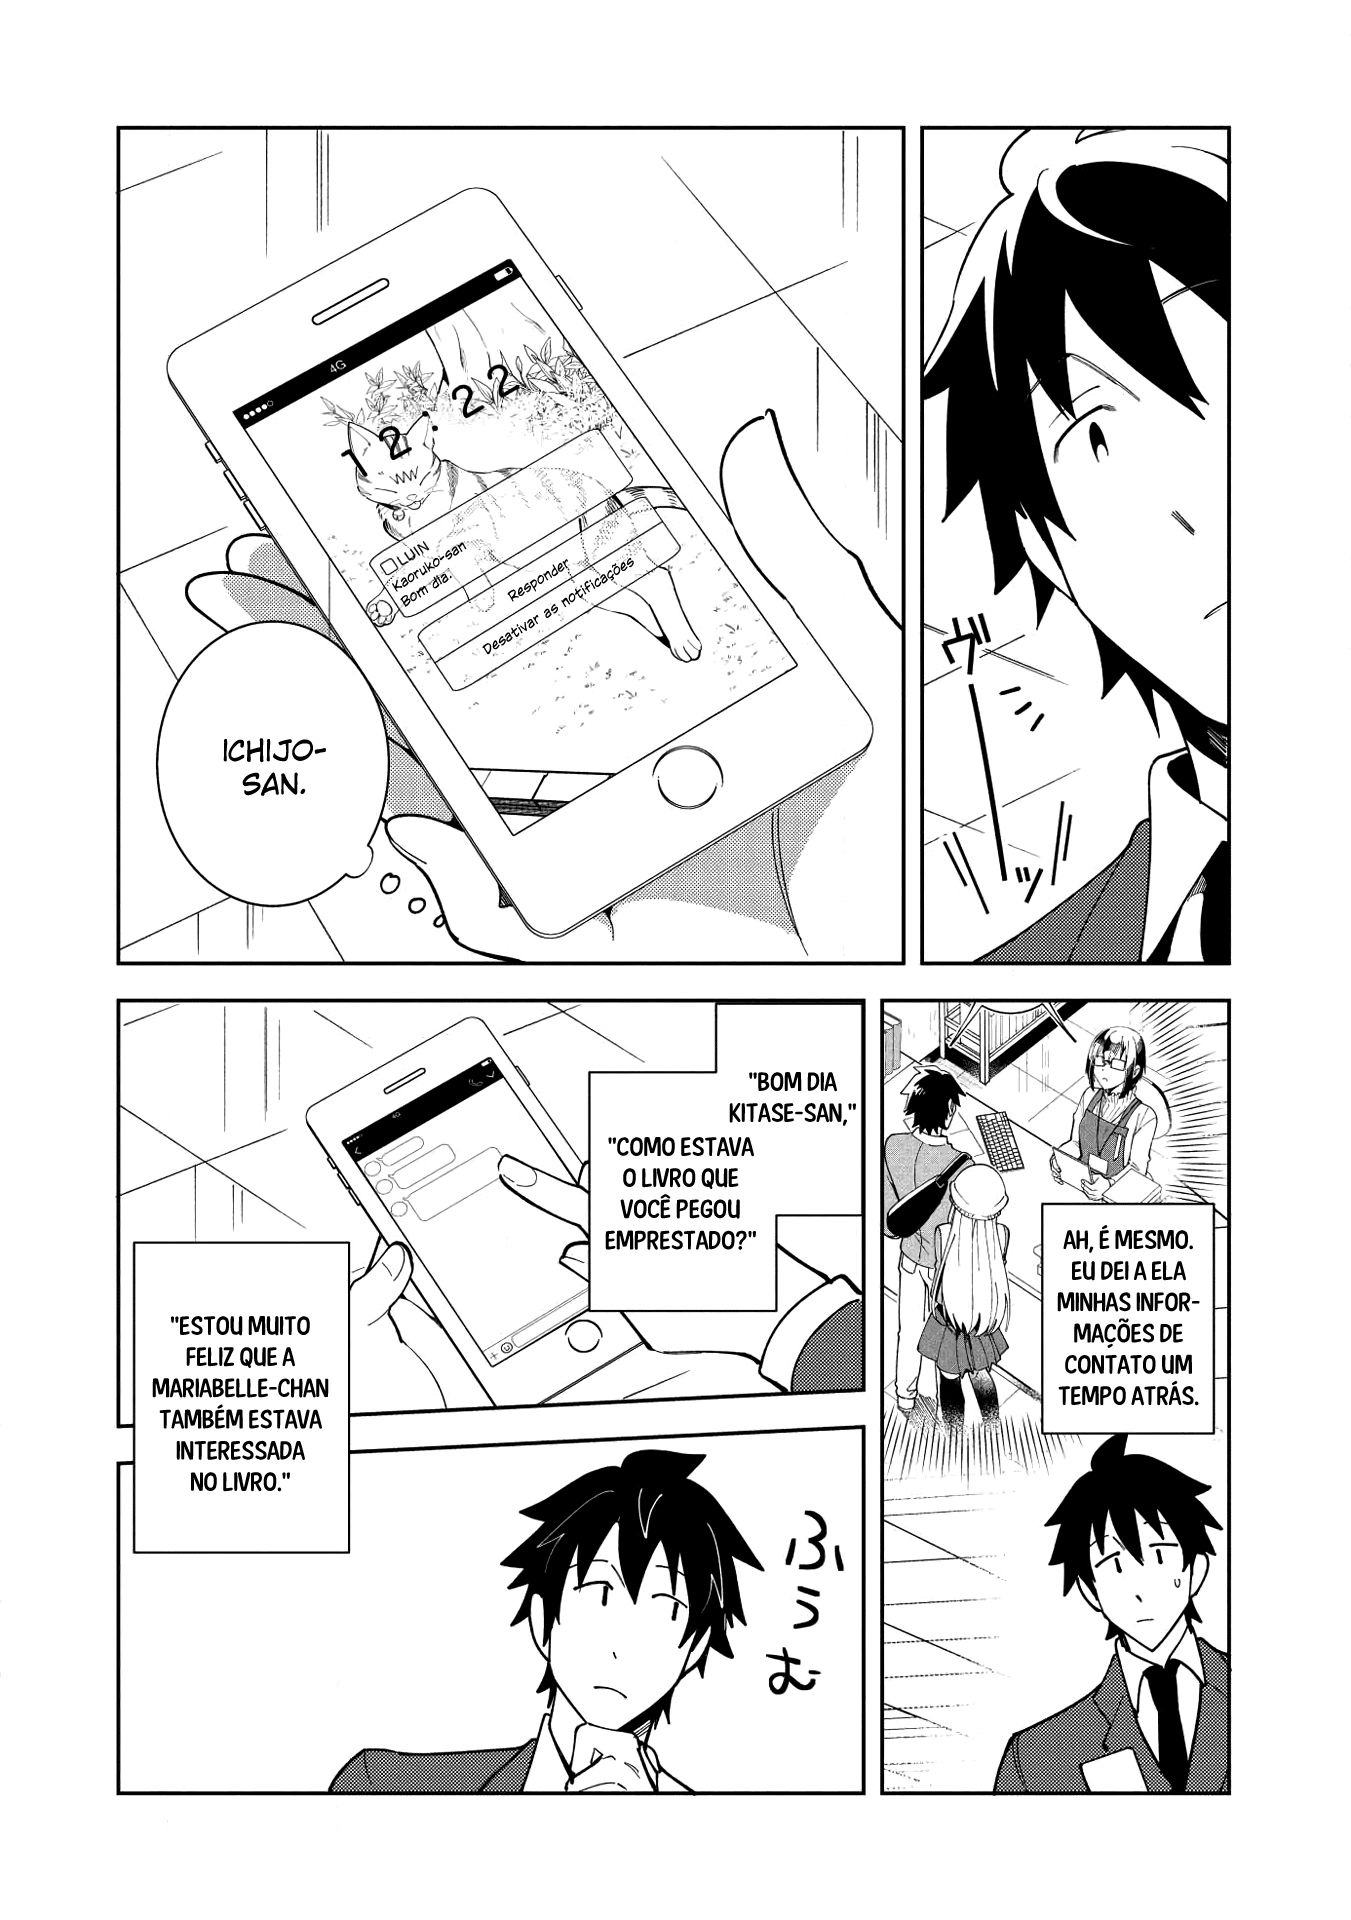 ヴーッ
4G
12:22
LUIN
Kaoruko-san
Bom dia.
Responder
Desativar as notificações
ICHIJO-
SAN.
AH, É MESMO.
EU DEI A ELA
MINHAS INFOR-
MAÇÕES DE
CONTATO UM
TEMPO ATRÁS.
"BOM DIA
KITASE-SAN,"
"COMO ESTAVA
O LIVRO QUE
VOCÊ PEGOU
EMPRESTADO?"
4G
"ESTOU MUITO
FELIZ QUE A
MARIABELLE-CHAN
TAMBÉM ESTAVA
INTERESSADA
NO LIVRO."
ふうむ